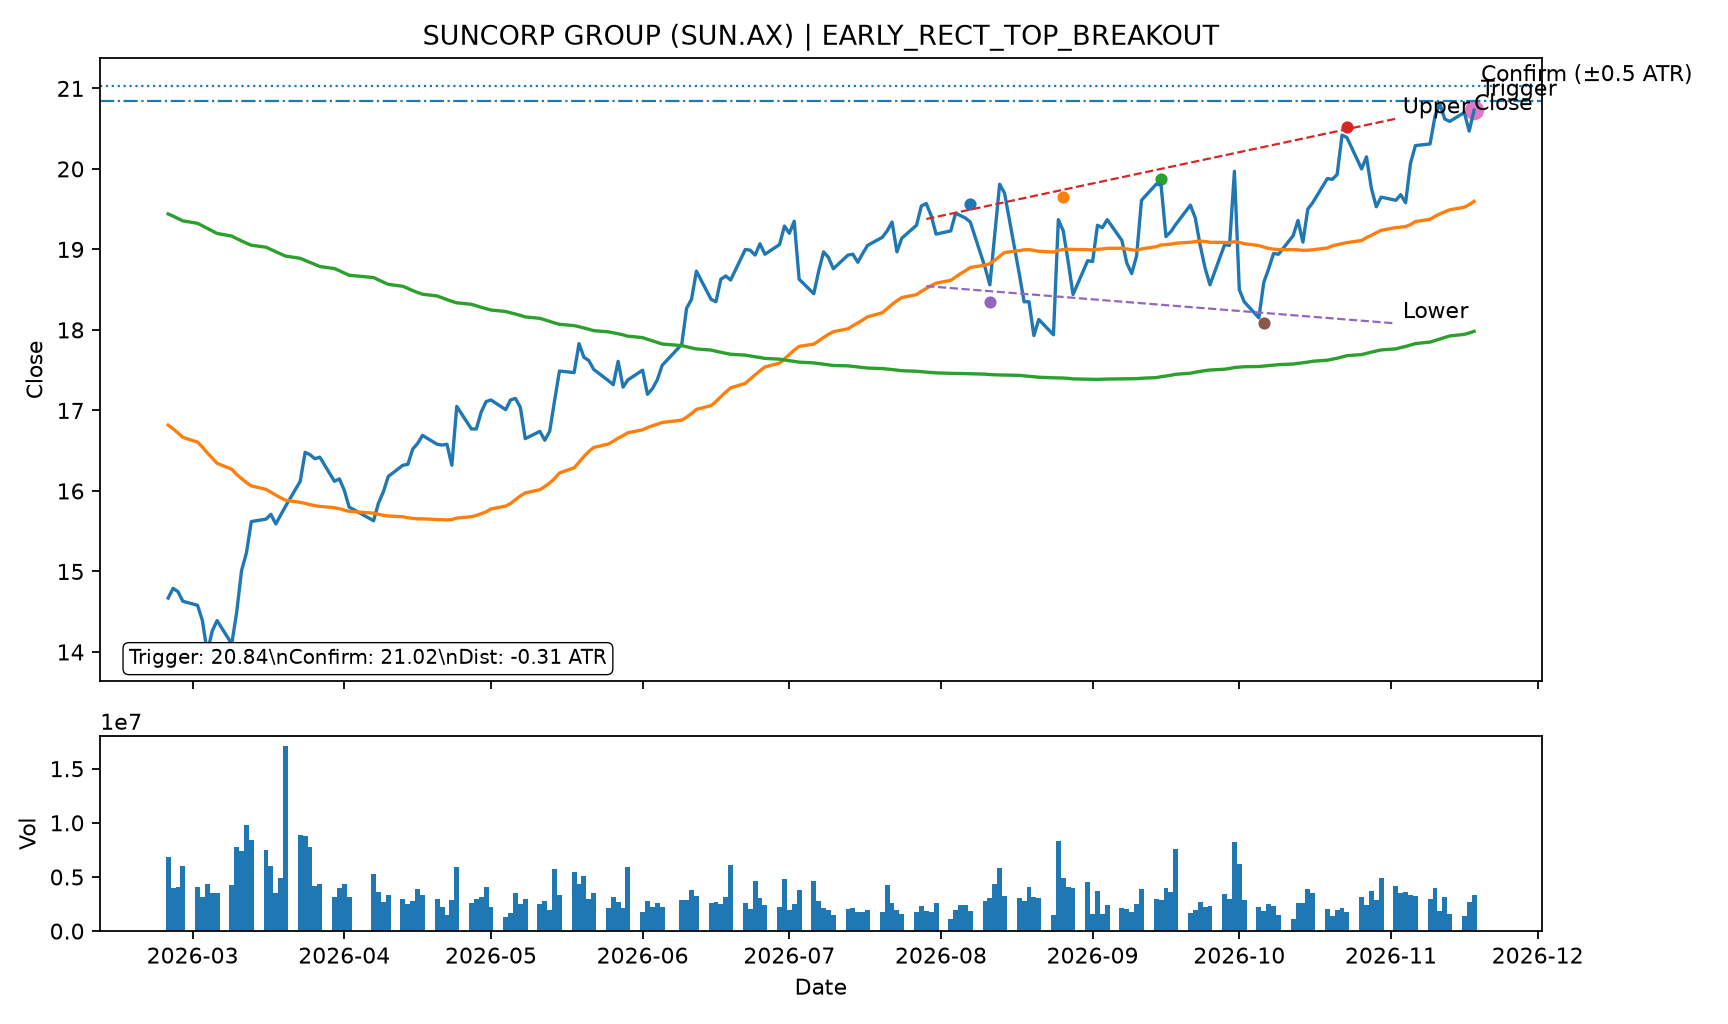 SUNCORP GROUP (SUN.AX) | EARLY_RECT_TOP_BREAKOUT
Confirm (±0.5 ATR)
Trigger
Close
Upper
Lower
21
20
19
18
17
16
15
14
Close
Trigger: 20.84\nConfirm: 21.02\nDist: -0.31 ATR
1e7
1.5
1.0
0.5
0.0
Vol
2026-03 2026-04 2026-05 2026-06 2026-07 2026-08 2026-09 2026-10 2026-11 2026-12
Date